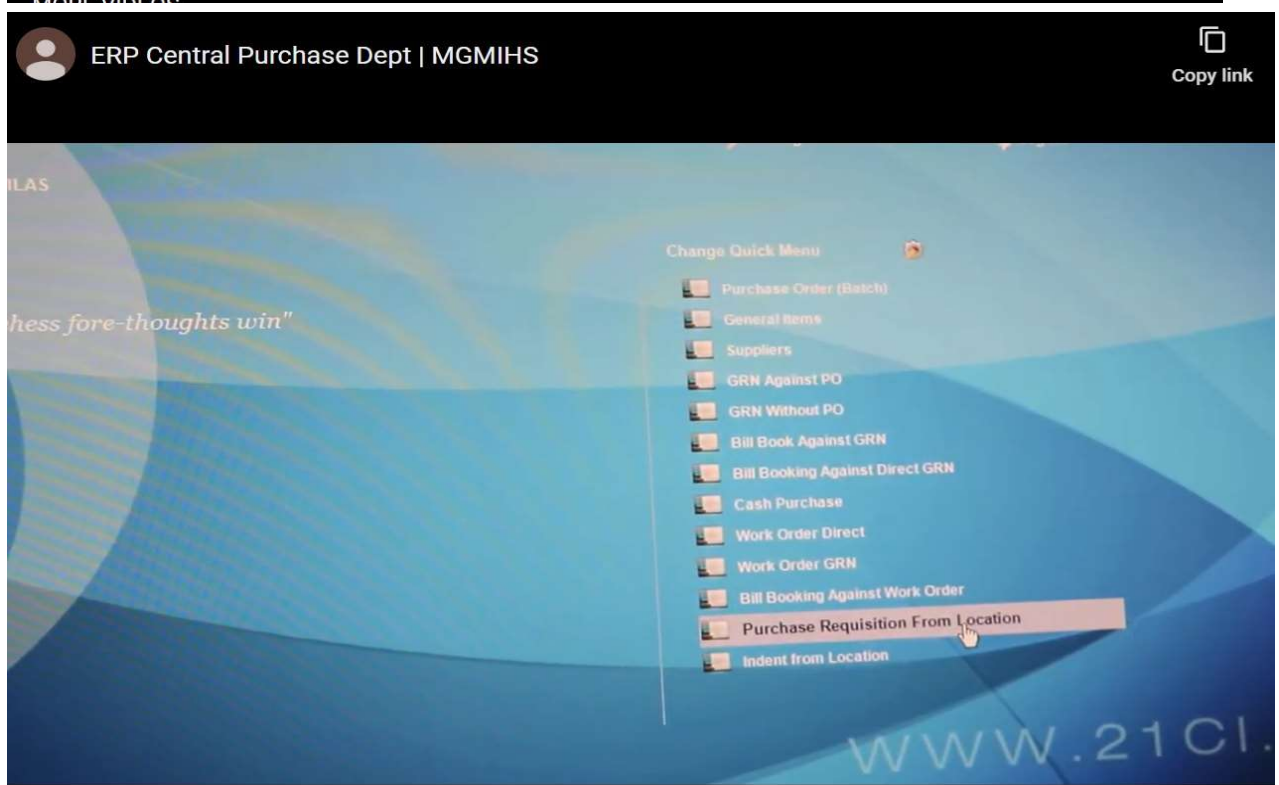 ERP Central Purchase Dept | MGMIHS
Copy link
ILAS
Change Quick Menu
Purchase Order (Batch)
hess fore-thoughts win"
General Items
Suppliers
GRN Against PO
GRN Without PO
Bill Book Against GRN
Bill Booking Against Direct GRN
Cash Purchase
Work Order Direct
Work Order GRN
Bill Booking Against Work Order
Purchase Requisition From Location
Indent from Location
WWW.21CI.